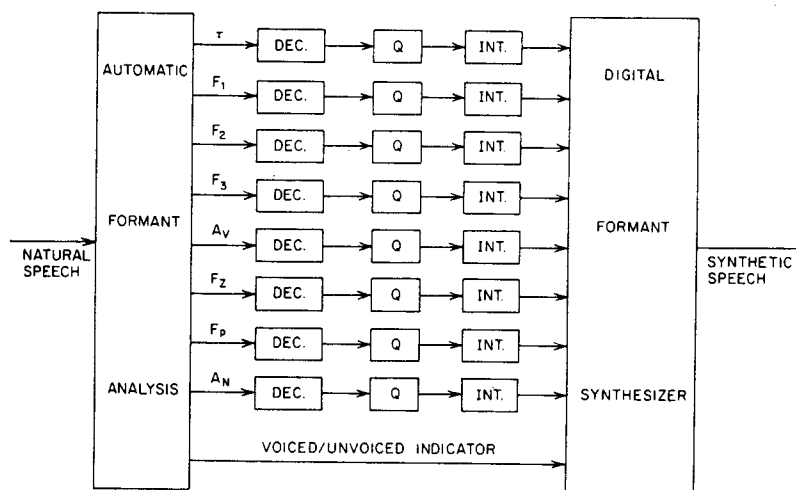 τ DEC. Q INT.
AUTOMATIC DIGITAL
F1 DEC. Q INT.
F2 DEC. Q INT.
F3 DEC. Q INT.
FORMANT FORMANT
AV DEC. Q INT.
NATURAL SPEECH
SYNTHETIC SPEECH
FZ DEC. Q INT.
FP DEC. Q INT.
AN DEC. Q INT.
ANALYSIS SYNTHESIZER
VOICED/UNVOICED INDICATOR